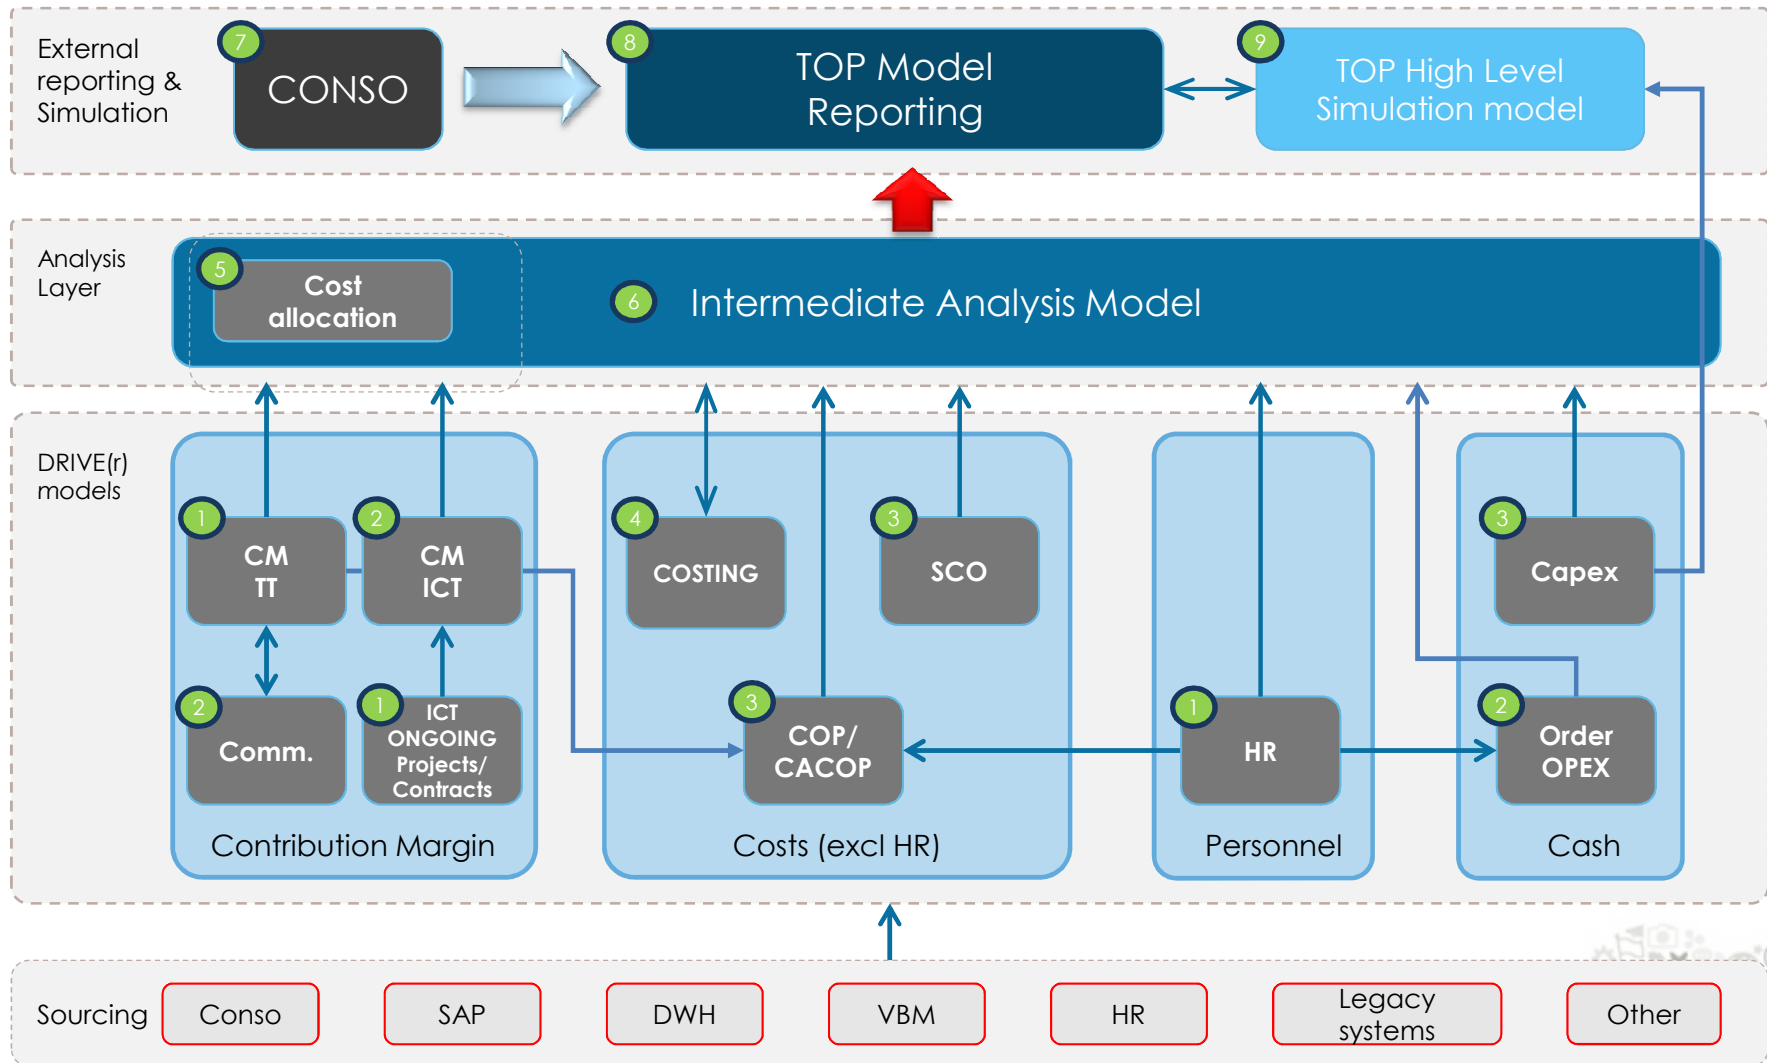 External
reporting &
Simulation
7
CONSO
8
TOP Model
Reporting
9
TOP High Level
Simulation model
Analysis
Layer
5
Cost
allocation
6
Intermediate Analysis Model
DRIVE(r)
models
1
CM
TT
2
CM
ICT
4
COSTING
3
SCO
3
Capex
2
Comm.
1
ICT
ONGOING
Projects/
Contracts
3
COP/
CACOP
1
HR
2
Order
OPEX
Contribution Margin
Costs (excl HR)
Personnel
Cash
Sourcing
Conso
SAP
DWH
VBM
HR
Legacy
systems
Other